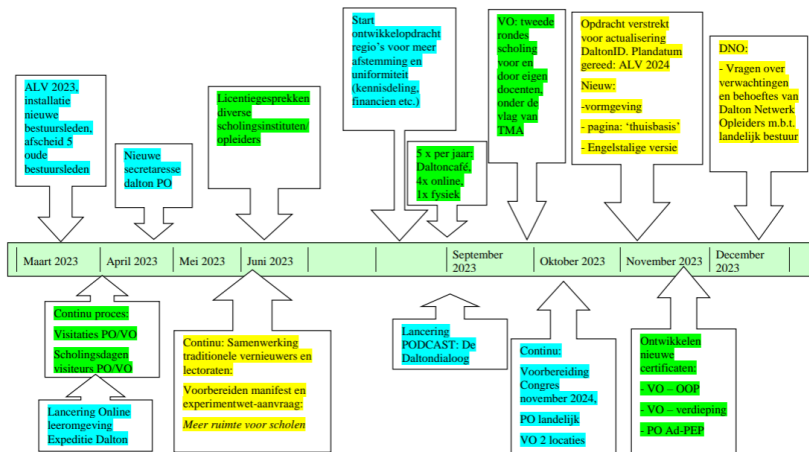 ALV 2023,
installatie
nieuwe
bestuursleden,
afscheid 5
oude
bestuursleden
Nieuwe
secretaresse
dalton PO
Licentiegesprekken
diverse
scholingsinstituten/
opleiders
Start
ontwikkelopdracht
regio’s voor meer
afstemming en
uniformiteit
(kennisdeling,
financien etc.)
5 x per jaar:
Daltoncafé,
4x online,
1x fysiek
VO: tweede
rondes
scholing
voor en
door eigen
docenten,
onder de
vlag van
TMA
Opdracht verstrekt
voor actualisering
DaltonID. Plandatum
gereed: ALV 2024
Nieuw:
-vormgeving
- pagina: ‘thuisbasis’
- Engelstalige versie
DNO:
- Vragen over
verwachtingen
en behoeftes van
Dalton Netwerk
Opleiders m.b.t.
landelijk bestuur
Maart 2023
April 2023
Mei 2023
Juni 2023
September
2023
Oktober 2023
November 2023
December
2023
Continu proces:
Visitaties PO/VO
Scholingsdagen
visiteurs PO/VO
Lancering Online
leeromgeving
Expeditie Dalton
Continu: Samenwerking
traditionele vernieuwers en
lectoraten:
Voorbereiden manifest en
experimentwet-aanvraag:
Meer ruimte voor scholen
Lancering
PODCAST: De
Daltondialoog
Continu:
Voorbereiding
Congres
november 2024,
PO landelijk
VO 2 locaties
Ontwikkelen
nieuwe
certificaten:
- VO – OOP
- VO – verdieping
- PO Ad-PEP